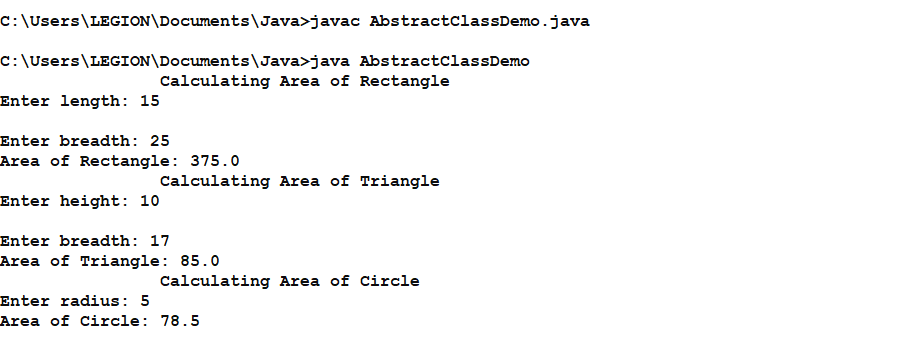 C:\Users\LEGION\Documents\Java>javac AbstractClassDemo.java
C:\Users\LEGION\Documents\Java>java AbstractClassDemo
Calculating Area of Rectangle
Enter length: 15
Enter breadth: 25
Area of Rectangle: 375.0
Calculating Area of Triangle
Enter height: 10
Enter breadth: 17
Area of Triangle: 85.0
Calculating Area of Circle
Enter radius: 5
Area of Circle: 78.5